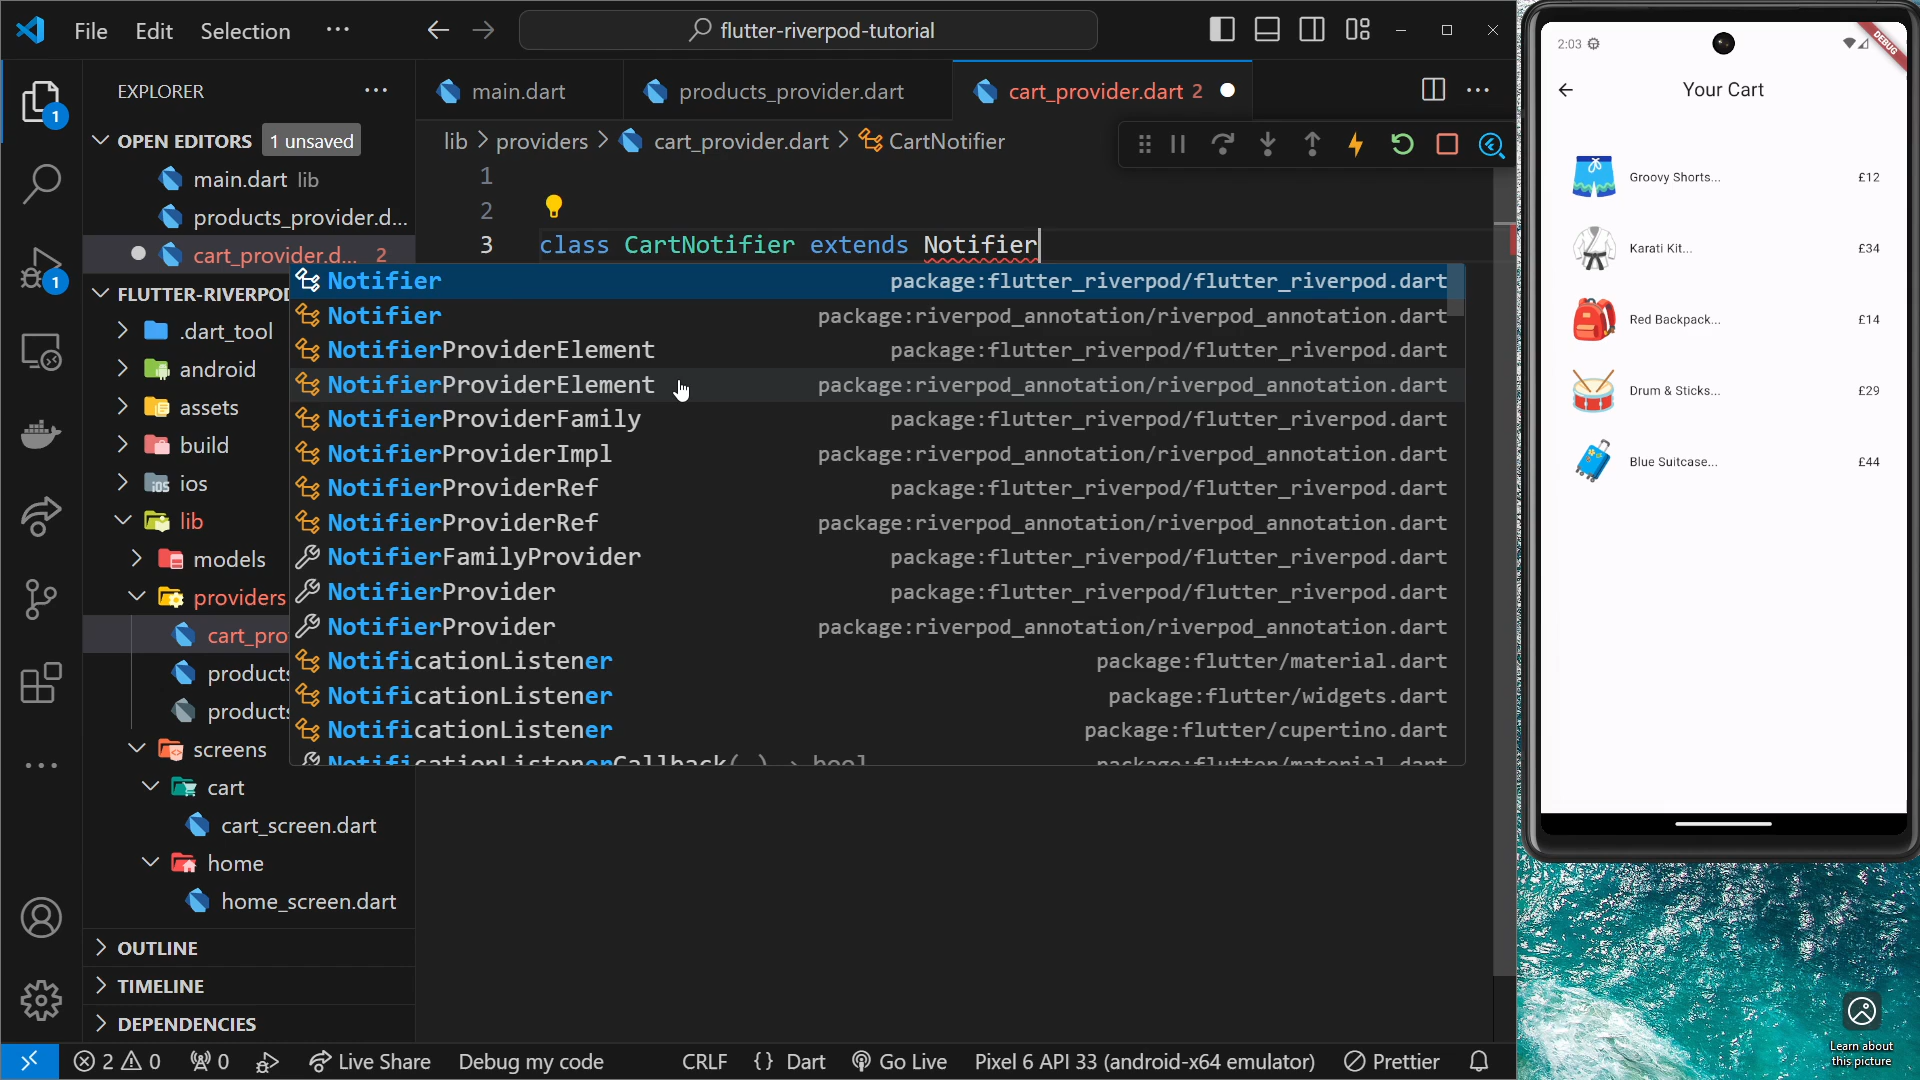 File Edit Selection ···
flutter-riverpod-tutorial
EXPLORER
OPEN EDITORS 1 unsaved
main.dart lib
products_provider.d...
cart_provider.d... 2
FLUTTER-RIVERPOD
.dart_tool
android
assets
build
ios
lib
models
providers
cart_pro
products
products
screens
cart
cart_screen.dart
home
home_screen.dart
OUTLINE
TIMELINE
DEPENDENCIES
1
1
main.dart
products_provider.dart
cart_provider.dart 2
lib > providers > cart_provider.dart > CartNotifier
1
2
3 class CartNotifier extends Notifier
Notifier package:flutter_riverpod/flutter_riverpod.dart
Notifier package:riverpod_annotation/riverpod_annotation.dart
NotifierProviderElement package:flutter_riverpod/flutter_riverpod.dart
NotifierProviderElement package:riverpod_annotation/riverpod_annotation.dart
NotifierProviderFamily package:flutter_riverpod/flutter_riverpod.dart
NotifierProviderImpl package:riverpod_annotation/riverpod_annotation.dart
NotifierProviderRef package:flutter_riverpod/flutter_riverpod.dart
NotifierProviderRef package:riverpod_annotation/riverpod_annotation.dart
NotifierFamilyProvider package:flutter_riverpod/flutter_riverpod.dart
NotifierProvider package:flutter_riverpod/flutter_riverpod.dart
NotifierProvider package:riverpod_annotation/riverpod_annotation.dart
NotificationListener package:flutter/material.dart
NotificationListener package:flutter/widgets.dart
NotificationListener package:flutter/cupertino.dart
NotificationListenerCallback(…) → bool package:flutter/material.dart
2 0 0 Live Share Debug my code CRLF {} Dart Go Live Pixel 6 API 33 (android-x64 emulator) Prettier
2:03
DEBUG
Your Cart
Groovy Shorts... £12
Karati Kit... £34
Red Backpack... £14
Drum & Sticks... £29
Blue Suitcase... £44
Learn about
this picture